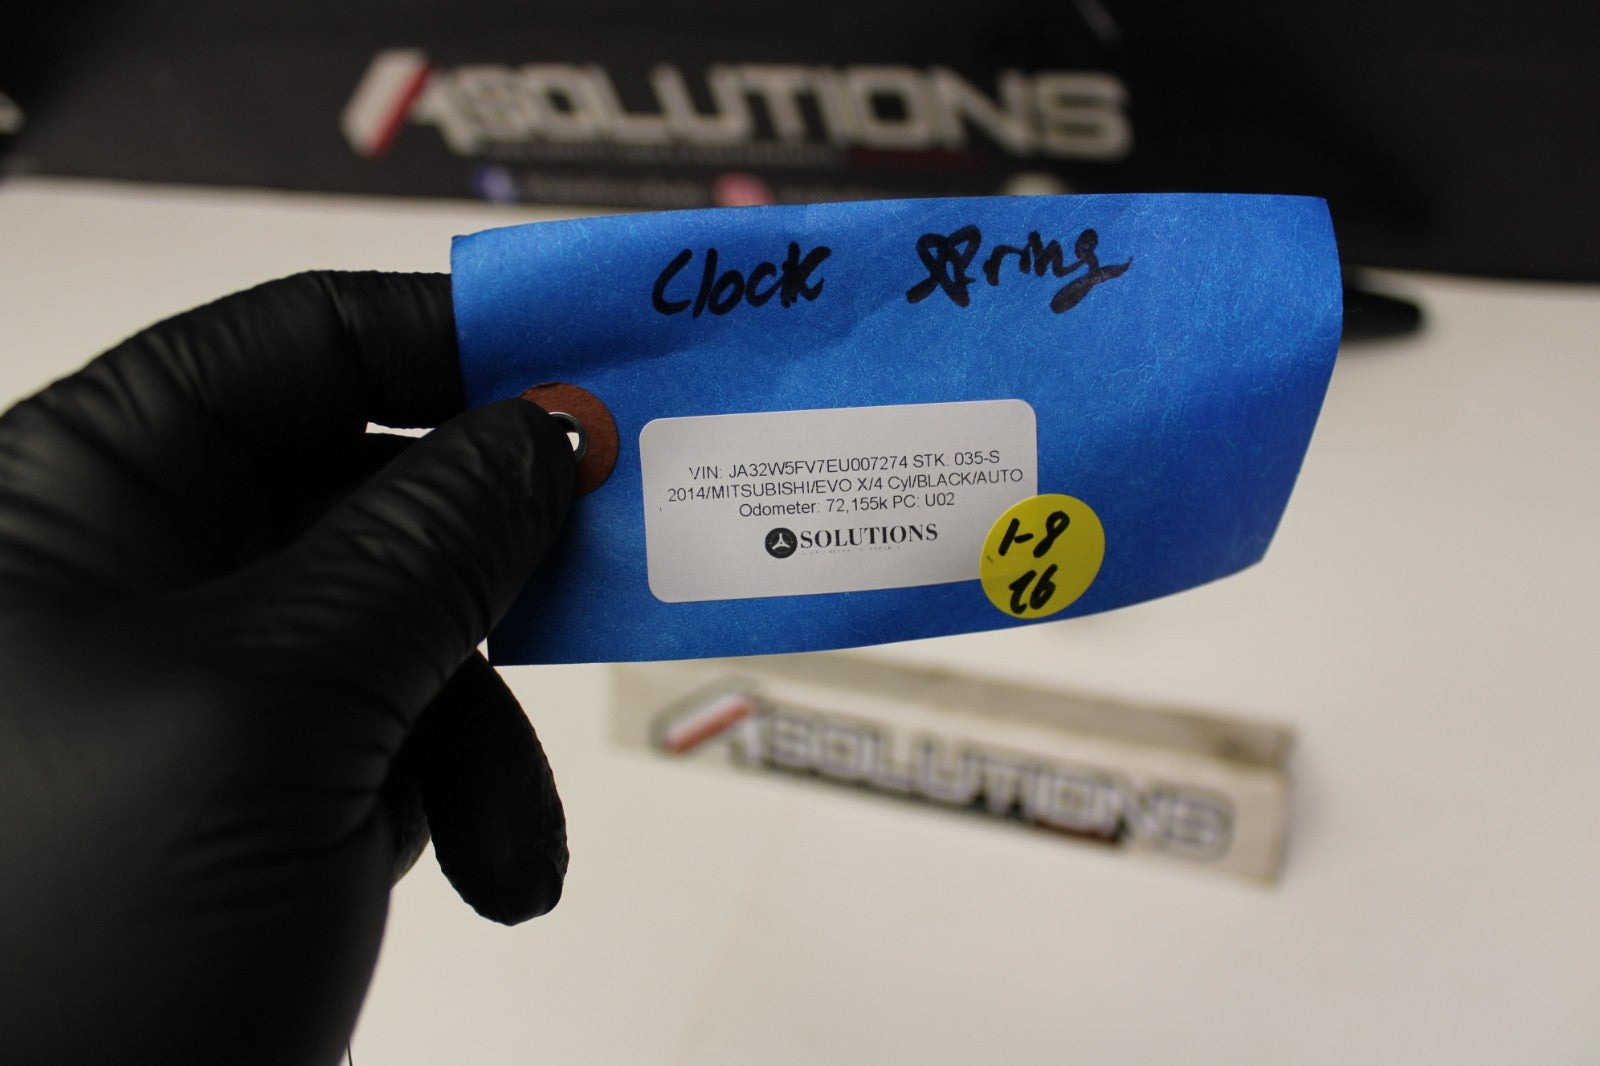 SOLUTIONS
Clock Spring
VIN: JA32W5FV7EU007274 STK: 035-S
2014/MITSUBISHI/EVO X/4 Cyl/BLACK/AUTO
Odometer: 72,155k PC: U02
SOLUTIONS
1-8
26
SOLUTIONS